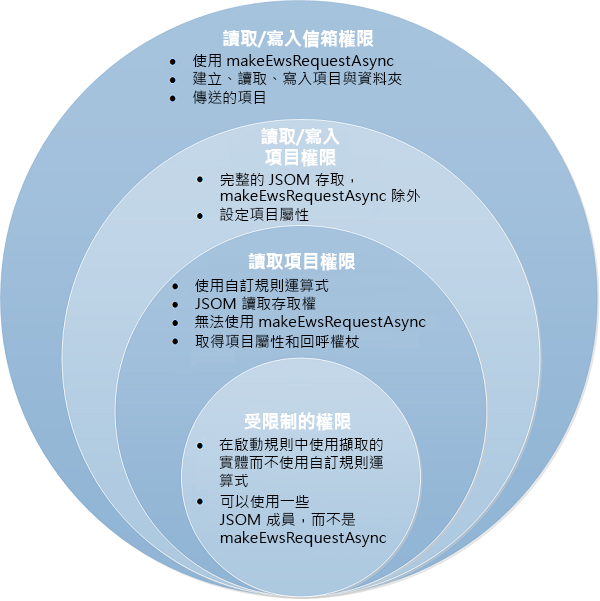 讀取/寫入信箱權限
• 使用 makeEwsRequestAsync
• 建立、讀取、寫入項目與資料夾
• 傳送的項目
讀取/寫入
項目權限
• 完整的 JSOM 存取，
makeEwsRequestAsync 除外
• 設定項目屬性
讀取項目權限
• 使用自訂規則運算式
• JSOM 讀取存取權
• 無法使用 makeEwsRequestAsync
• 取得項目屬性和回呼權杖
受限制的權限
• 在啟動規則中使用擷取的
實體而不使用自訂規則運
算式
• 可以使用一些
JSOM 成員，而不是
makeEwsRequestAsync